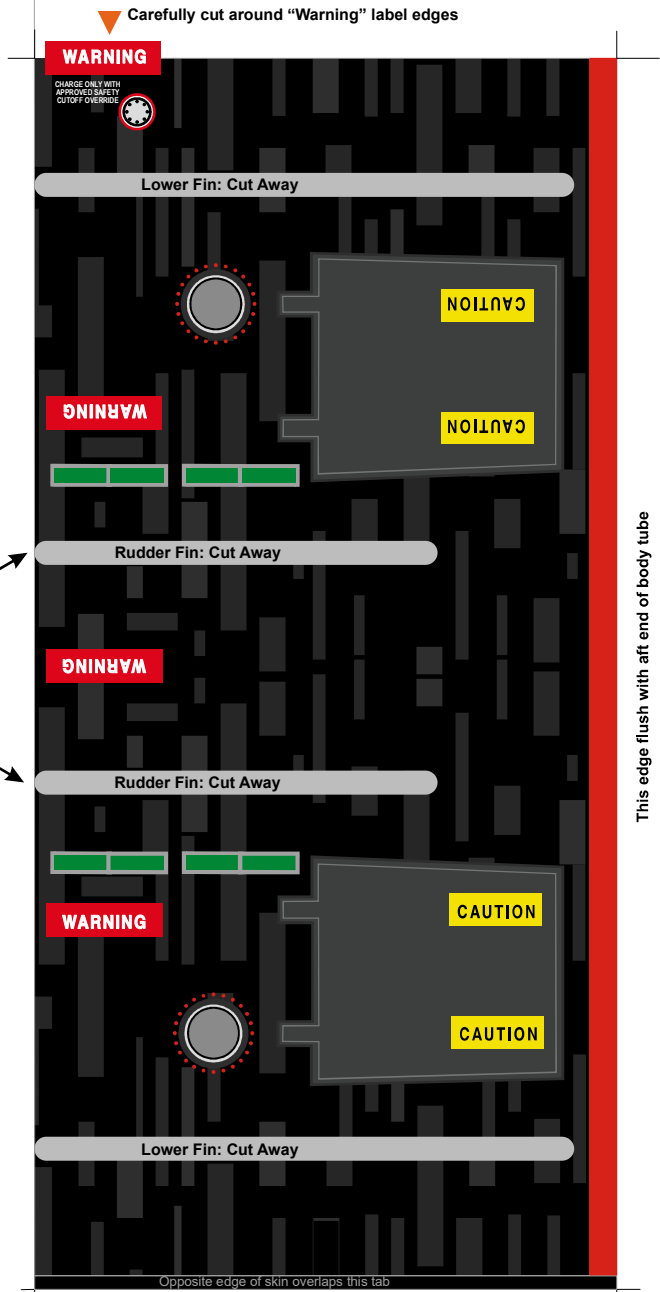 Carefully cut around “Warning” label edges
WARNING
CHARGE ONLY WITH
APPROVED SAFETY
CUTOFF OVERRIDE
Lower Fin: Cut Away
CAUTION
WARNING
CAUTION
Rudder Fin: Cut Away
This edge flush with aft end of body tube
WARNING
Rudder Fin: Cut Away
CAUTION
WARNING
CAUTION
Lower Fin: Cut Away
Opposite edge of skin overlaps this tab